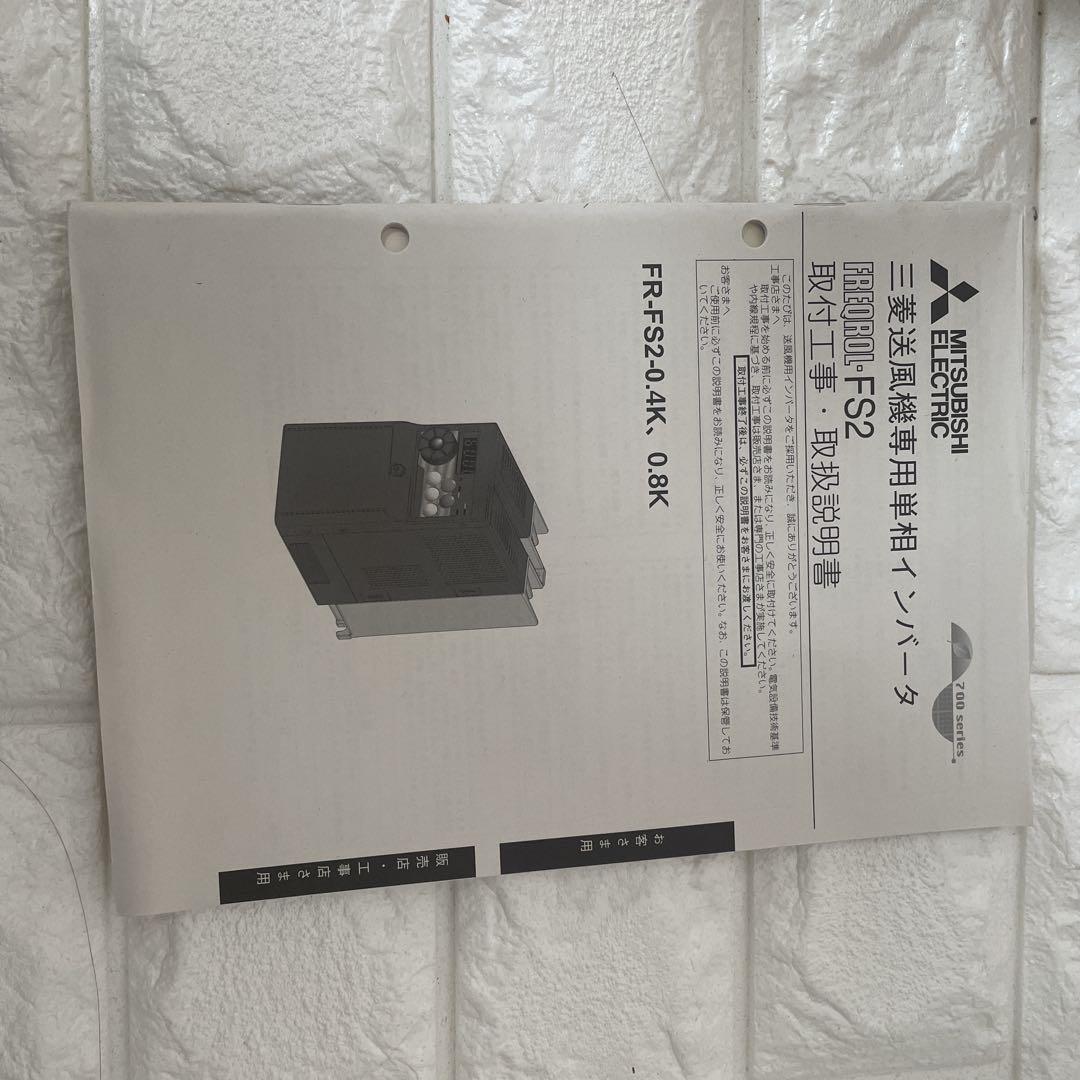 MITSUBISHI
ELECTRIC
700 series
三菱送風機専用単相インバータ
FREQROL-FS2
取付工事・取扱説明書
このたびは、送風機用インバータをご採用いただき、誠にありがとうございます。
工事店さまへ
取付工事を始める前に必ずこの説明書をお読みになり、正しく安全に取付けてください。電気設備技術基準
や内線規程に基づき、取付工事は販売店さま、または専門の工事店さまが実施してください。
取付工事終了後は、必ずこの説明書をお客さまにお渡しください。
お客さまへ
ご使用前に必ずこの説明書をお読みになり、正しく安全にお使いください。なお、この説明書は保管してお
いてください。
FR-FS2-0.4K、0.8K
お客さま用
販売店・工事店さま用